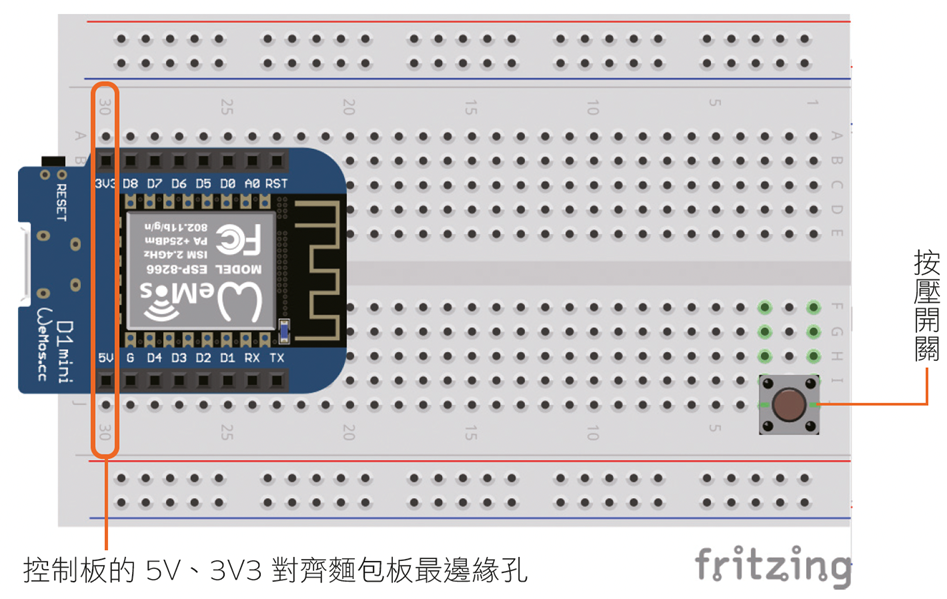 30 25 20 15 10 5 1
A A
B B
C
D
E
3V3 D8 D7 D6 D5 D0 A0 RST
RESET
MODEL ESP-8266
ISM 2.4GHz
PA +25dBm
802.11b/g/n
FC
WeMos
D1mini
WeMos.cc
5V G D4 D3 D2 D1 RX TX
F
G
H
I
J
30 25 20 15 10 5
按壓開關
控制板的 5V、3V3 對齊麵包板最邊緣孔
fritzing